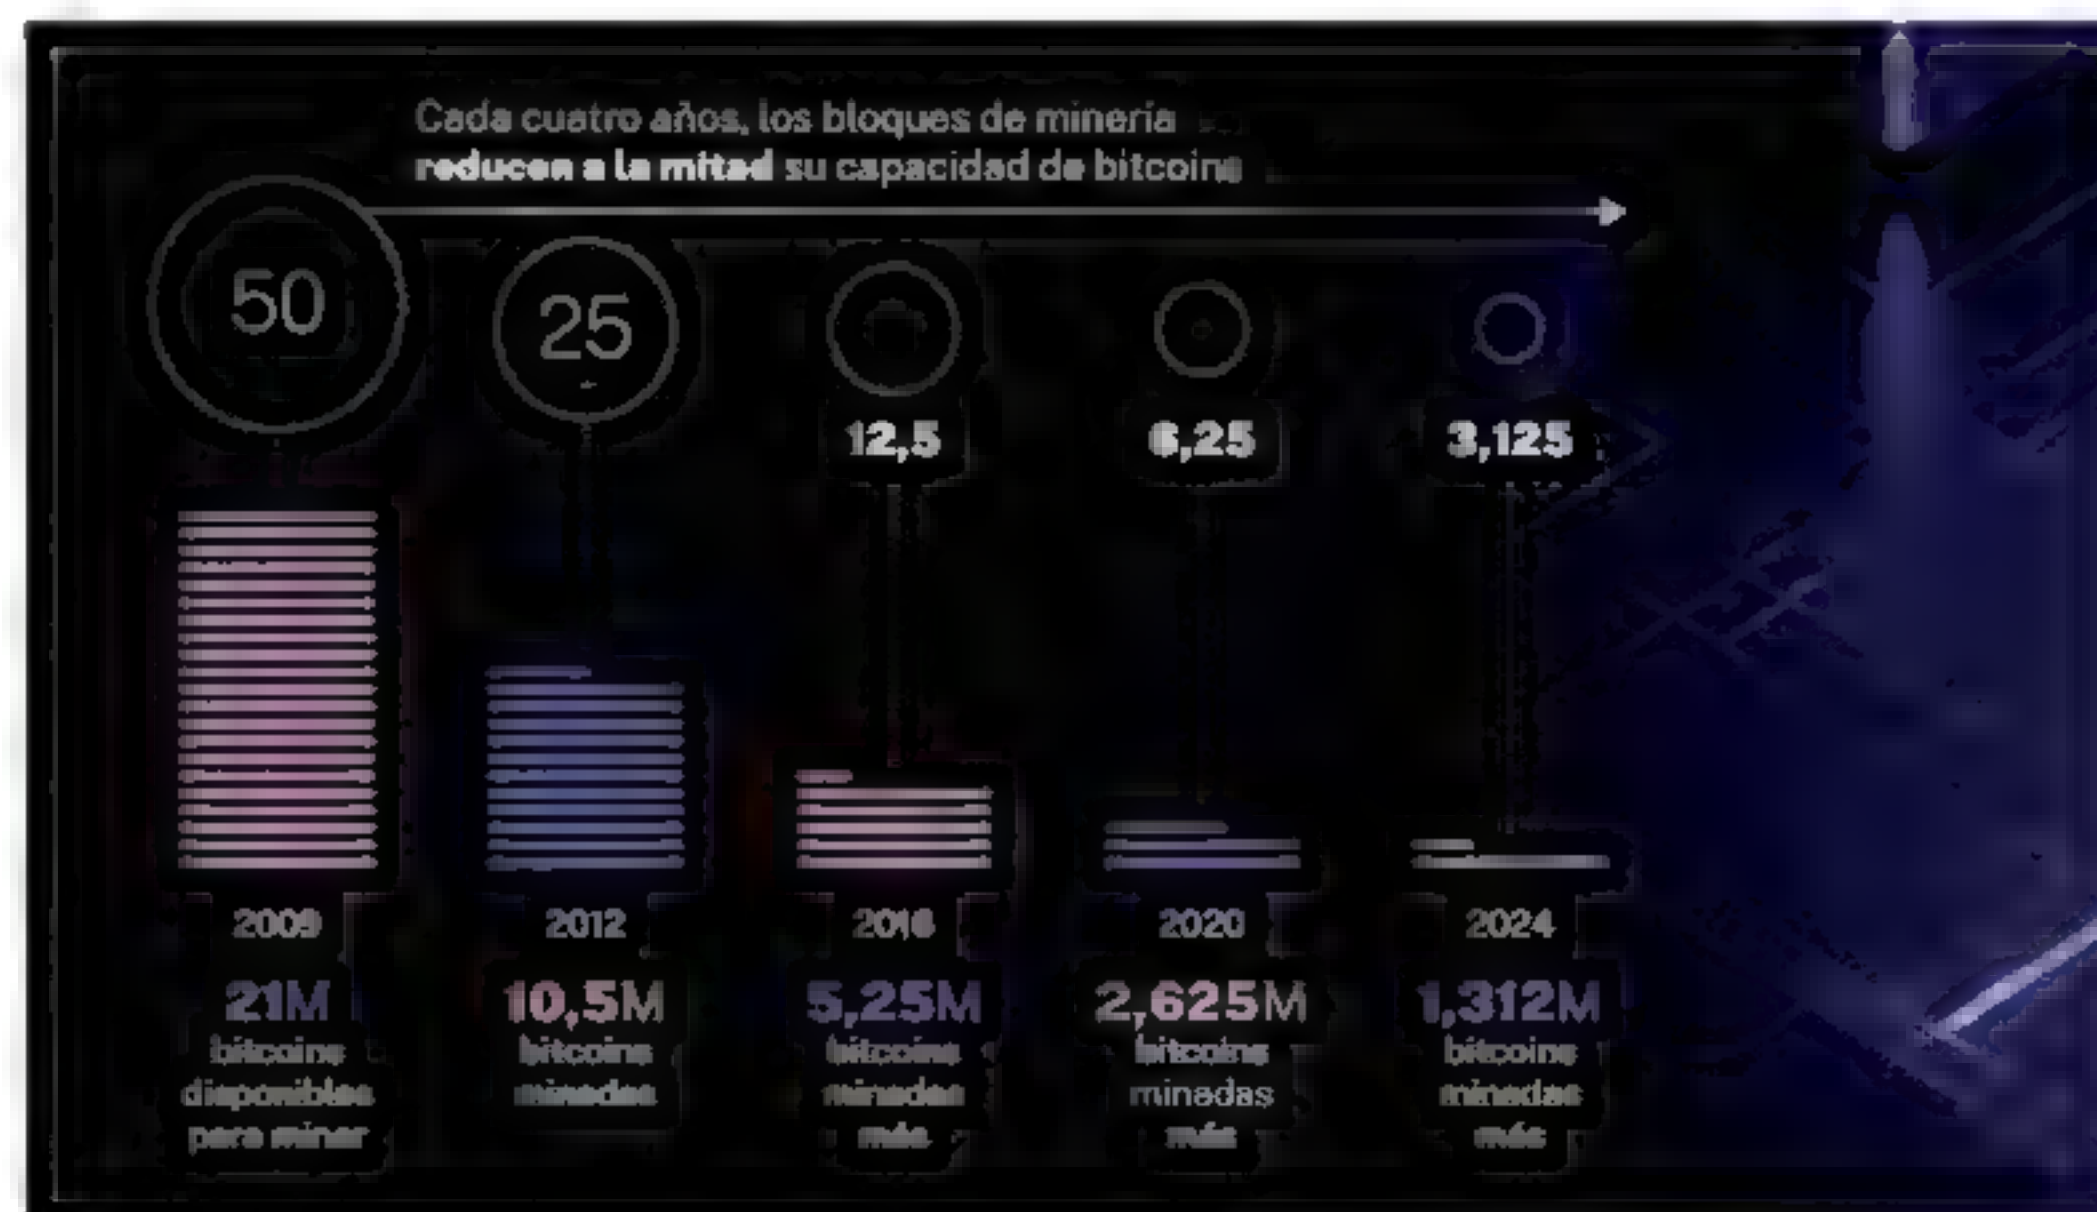 Cada cuatro años, los bloques de minería
reducen a la mitad su capacidad de bitcoins
50
25
12,5
6,25
3,125
2009
2012
2016
2020
2024
21M
bitcoins
disponibles
para minar
10,5M
bitcoins
minadas
5,25M
bitcoins
minadas
más
2,625M
bitcoins
minadas
más
1,312M
bitcoins
minadas
más